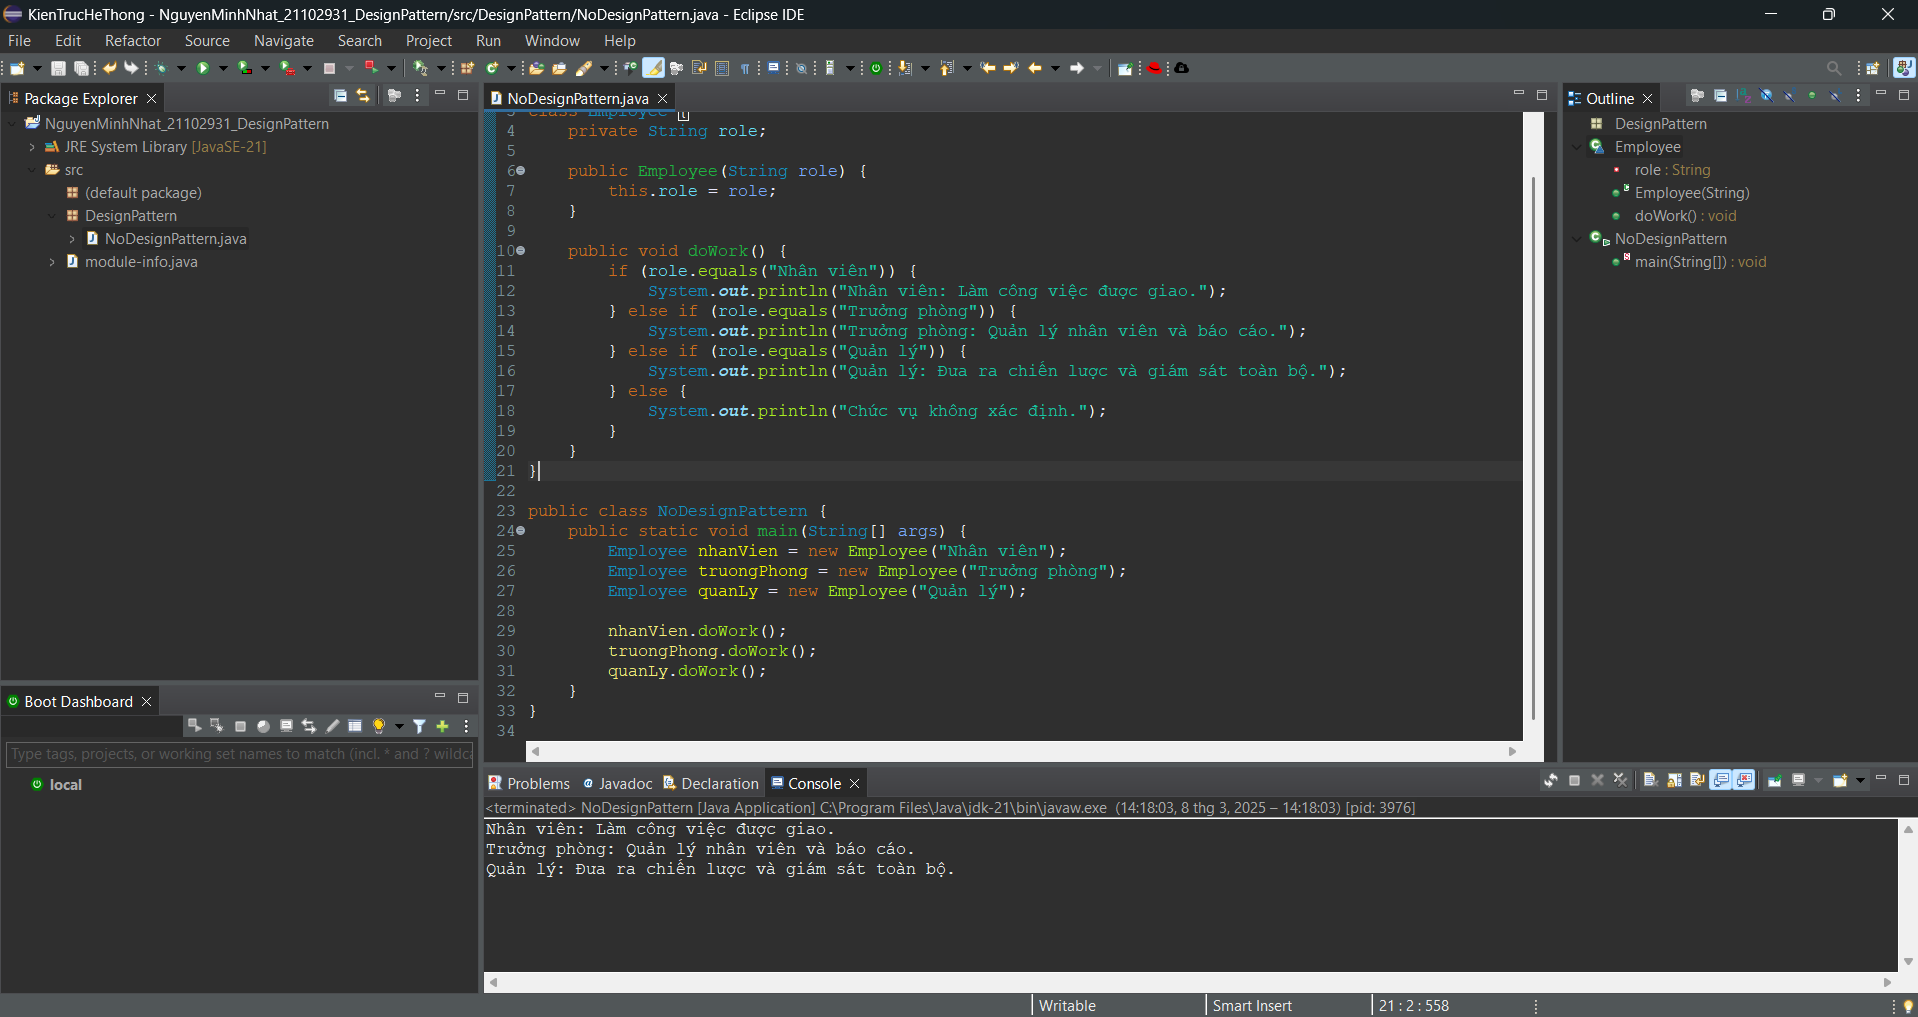 KienTrucHeThong - NguyenMinhNhat_21102931_DesignPattern/src/DesignPattern/NoDesignPattern.java - Eclipse IDE
File Edit Refactor Source Navigate Search Project Run Window Help
Package Explorer
NguyenMinhNhat_21102931_DesignPattern
JRE System Library [JavaSE-21]
src
(default package)
DesignPattern
NoDesignPattern.java
module-info.java
Boot Dashboard
Type tags, projects, or working set names to match (incl. * and ? wildca
local
NoDesignPattern.java
3 class Employee {
4 private String role;
5
6 public Employee(String role) {
7 this.role = role;
8 }
9
10 public void doWork() {
11 if (role.equals("Nhân viên")) {
12 System.out.println("Nhân viên: Làm công việc được giao.");
13 } else if (role.equals("Trưởng phòng")) {
14 System.out.println("Trưởng phòng: Quản lý nhân viên và báo cáo.");
15 } else if (role.equals("Quản lý")) {
16 System.out.println("Quản lý: Đưa ra chiến lược và giám sát toàn bộ.");
17 } else {
18 System.out.println("Chức vụ không xác định.");
19 }
20 }
21 }
22
23 public class NoDesignPattern {
24 public static void main(String[] args) {
25 Employee nhanVien = new Employee("Nhân viên");
26 Employee truongPhong = new Employee("Trưởng phòng");
27 Employee quanLy = new Employee("Quản lý");
28
29 nhanVien.doWork();
30 truongPhong.doWork();
31 quanLy.doWork();
32 }
33 }
34
Outline
DesignPattern
Employee
role : String
Employee(String)
doWork() : void
NoDesignPattern
main(String[]) : void
Problems Javadoc Declaration Console
<terminated> NoDesignPattern [Java Application] C:\Program Files\Java\jdk-21\bin\javaw.exe (14:18:03, 8 thg 3, 2025 – 14:18:03) [pid: 3976]
Nhân viên: Làm công việc được giao.
Trưởng phòng: Quản lý nhân viên và báo cáo.
Quản lý: Đưa ra chiến lược và giám sát toàn bộ.
Writable Smart Insert 21 : 2 : 558